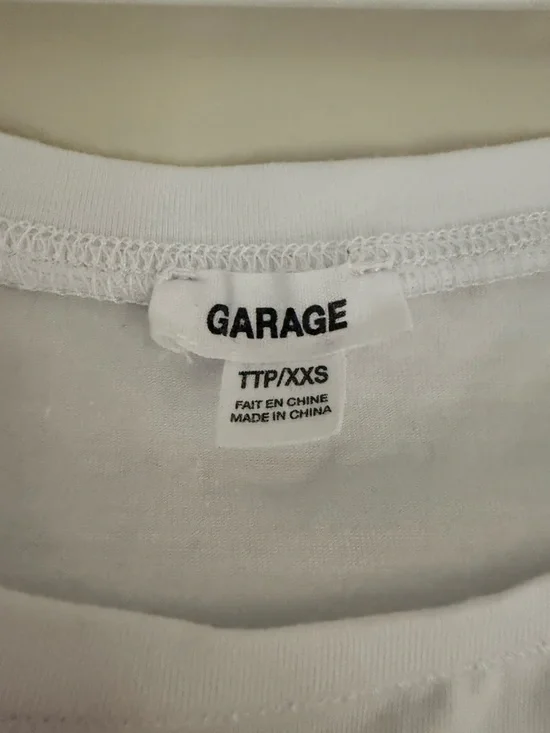 GARAGE
TTP/XXS
FAIT EN CHINE
MADE IN CHINA